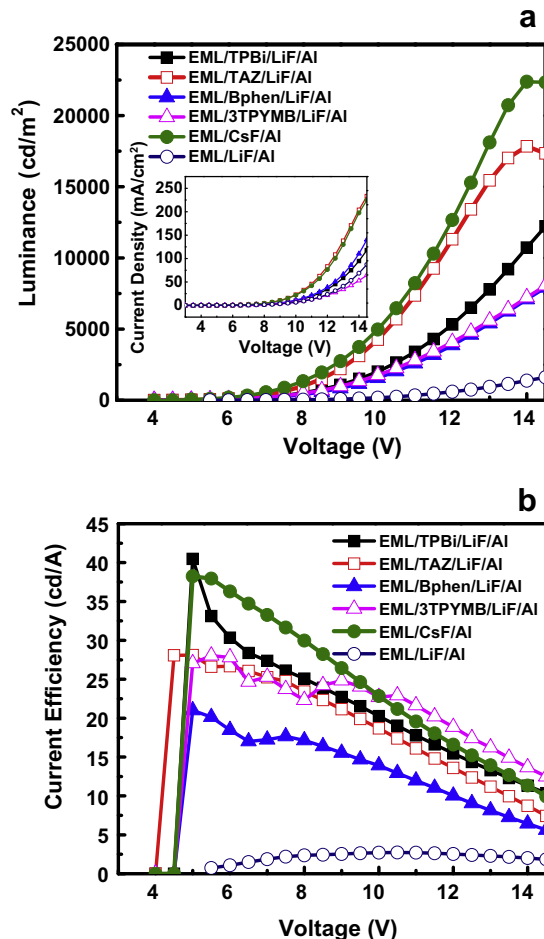 a
25000
22500
20000
17500
15000
12500
10000
7500
5000
2500
0
Luminance (cd/m²)
EML/TPBi/LiF/Al
EML/TAZ/LiF/Al
EML/Bphen/LiF/Al
EML/3TPYMB/LiF/Al
EML/CsF/Al
EML/LiF/Al
250
200
150
100
50
0
Current Density (mA/cm²)
4 6 8 10 12 14
Voltage (V)
4 6 8 10 12 14
Voltage (V)
b
45
40
35
30
25
20
15
10
5
0
Current Efficiency (cd/A)
EML/TPBi/LiF/Al
EML/TAZ/LiF/Al
EML/Bphen/LiF/Al
EML/3TPYMB/LiF/Al
EML/CsF/Al
EML/LiF/Al
4 6 8 10 12 14
Voltage (V)